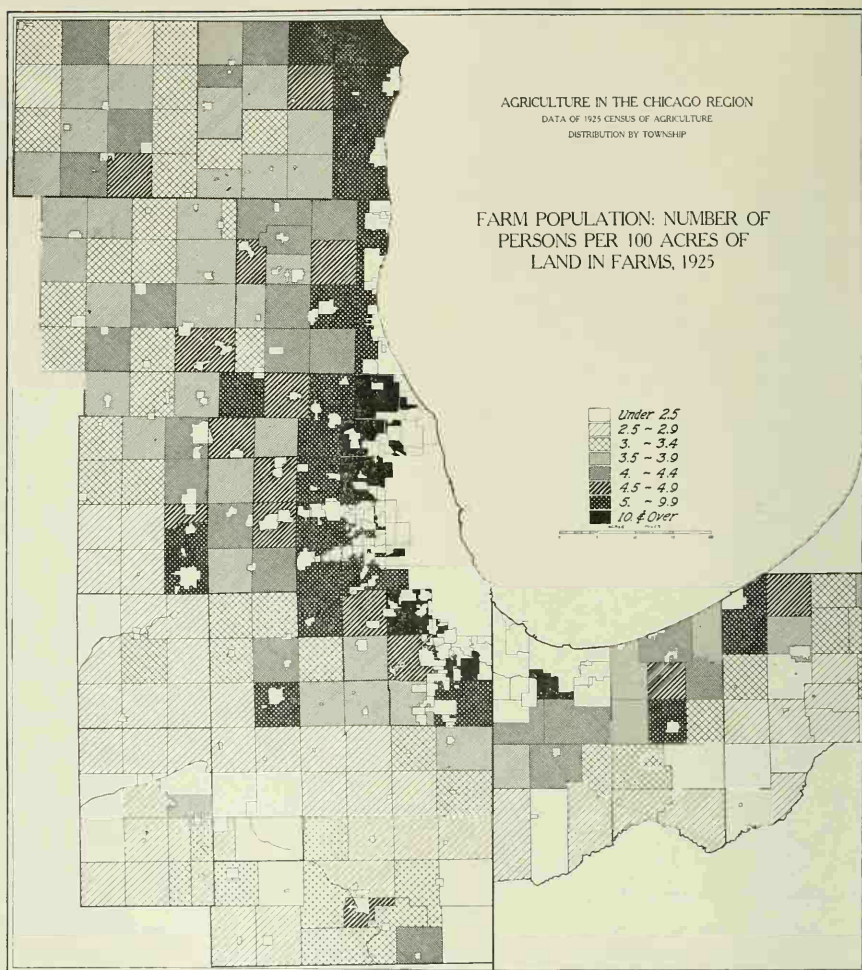 AGRICULTURE IN THE CHICAGO REGION
DATA OF 1925 CENSUS OF AGRICULTURE
DISTRIBUTION BY TOWNSHIP
FARM POPULATION: NUMBER OF
PERSONS PER 100 ACRES OF
LAND IN FARMS, 1925
Under 2.5
2.5 ~ 2.9
3. ~ 3.4
3.5 ~ 3.9
4. ~ 4.4
4.5 ~ 4.9
5. ~ 9.9
10. & Over